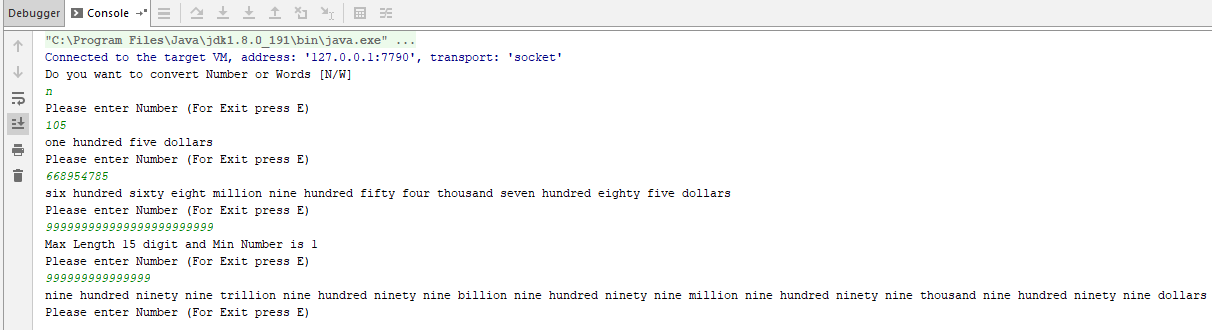 Debugger Console
"C:\Program Files\Java\jdk1.8.0_191\bin\java.exe" ...
Connected to the target VM, address: '127.0.0.1:7790', transport: 'socket'
Do you want to convert Number or Words [N/W]
n
Please enter Number (For Exit press E)
105
one hundred five dollars
Please enter Number (For Exit press E)
668954785
six hundred sixty eight million nine hundred fifty four thousand seven hundred eighty five dollars
Please enter Number (For Exit press E)
999999999999999999999999
Max Length 15 digit and Min Number is 1
Please enter Number (For Exit press E)
999999999999999
nine hundred ninety nine trillion nine hundred ninety nine billion nine hundred ninety nine million nine hundred ninety nine thousand nine hundred ninety nine dollars
Please enter Number (For Exit press E)